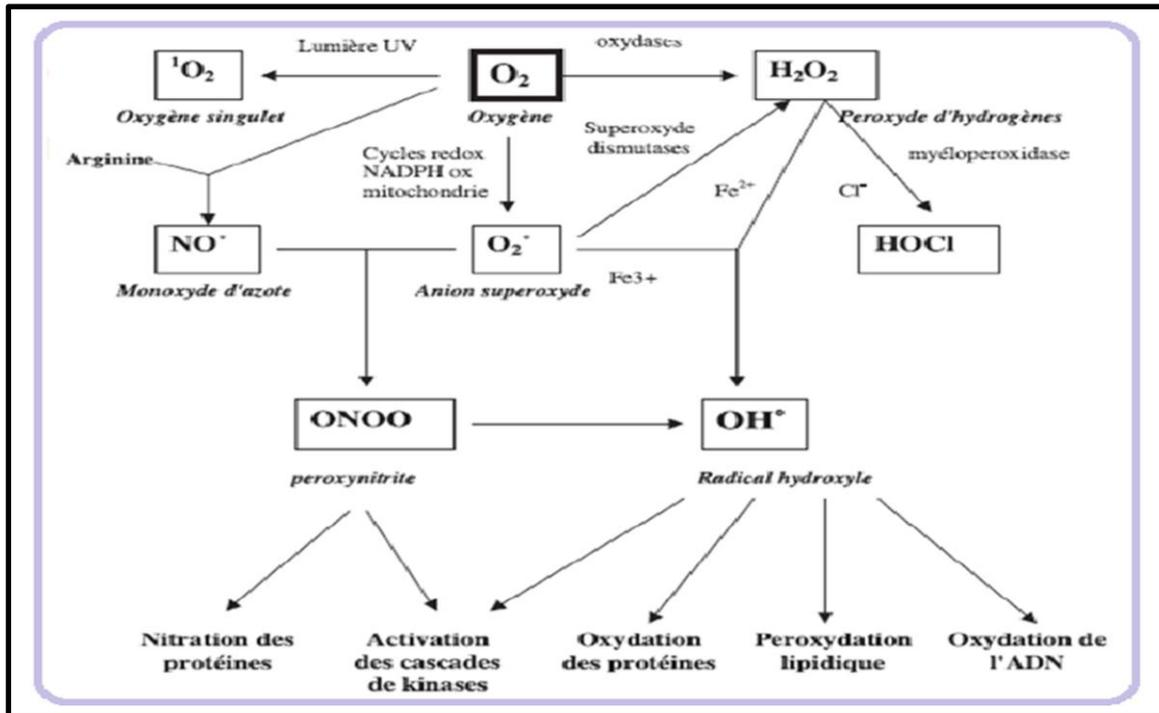 Lumière UV
oxydases
¹O₂
O₂
H₂O₂
Oxygène singulet
Oxygène
Peroxyde d'hydrogènes
Arginine
Cycles redox
NADPH ox
mitochondrie
Superoxyde
dismutases
myéloperoxidase
Fe²⁺
Cl⁻
NO·
O₂·
HOCl
Monoxyde d'azote
Anion superoxyde
Fe3+
ONOO
OH°
peroxynitrite
Radical hydroxyle
Nitration des
protéines
Activation
des cascades
de kinases
Oxydation
des protéines
Peroxydation
lipidique
Oxydation de
l'ADN